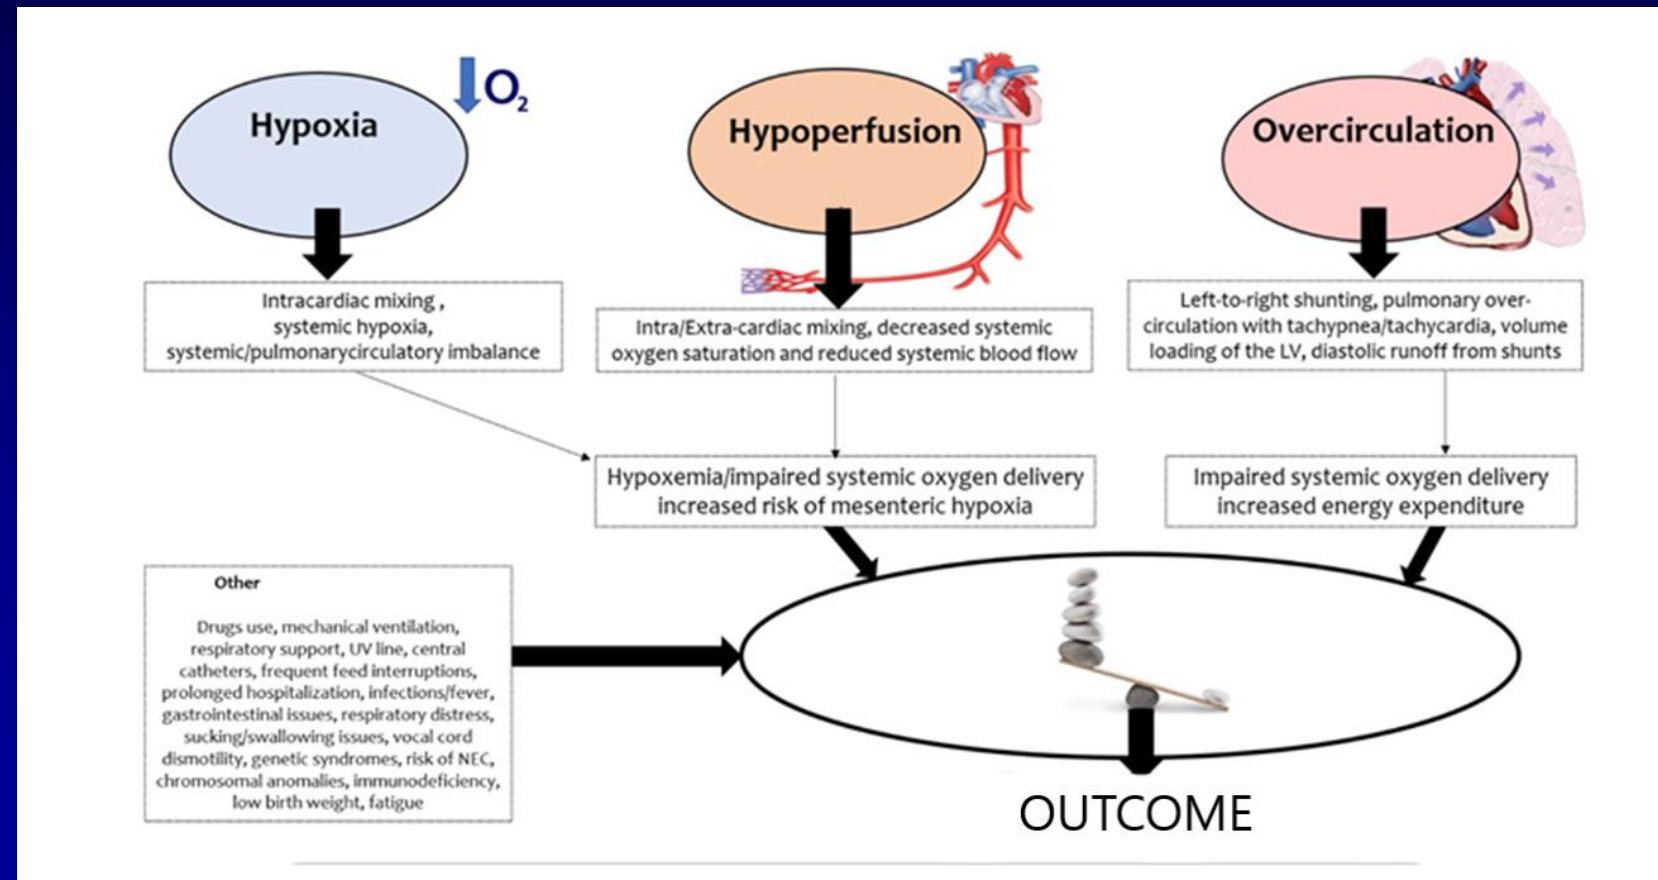 Hypoxia
O₂
Intracardiac mixing ,
systemic hypoxia,
systemic/pulmonarycirculatory imbalance
Hypoperfusion
Intra/Extra-cardiac mixing, decreased systemic
oxygen saturation and reduced systemic blood flow
Overcirculation
Left-to-right shunting, pulmonary over-
circulation with tachypnea/tachycardia, volume
loading of the LV, diastolic runoff from shunts
Hypoxemia/impaired systemic oxygen delivery
increased risk of mesenteric hypoxia
Impaired systemic oxygen delivery
increased energy expenditure
Other
Drugs use, mechanical ventilation,
respiratory support, UV line, central
catheters, frequent feed interruptions,
prolonged hospitalization, infections/fever,
gastrointestinal issues, respiratory distress,
sucking/swallowing issues, vocal cord
dismotility, genetic syndromes, risk of NEC,
chromosomal anomalies, immunodeficiency,
low birth weight, fatigue
OUTCOME